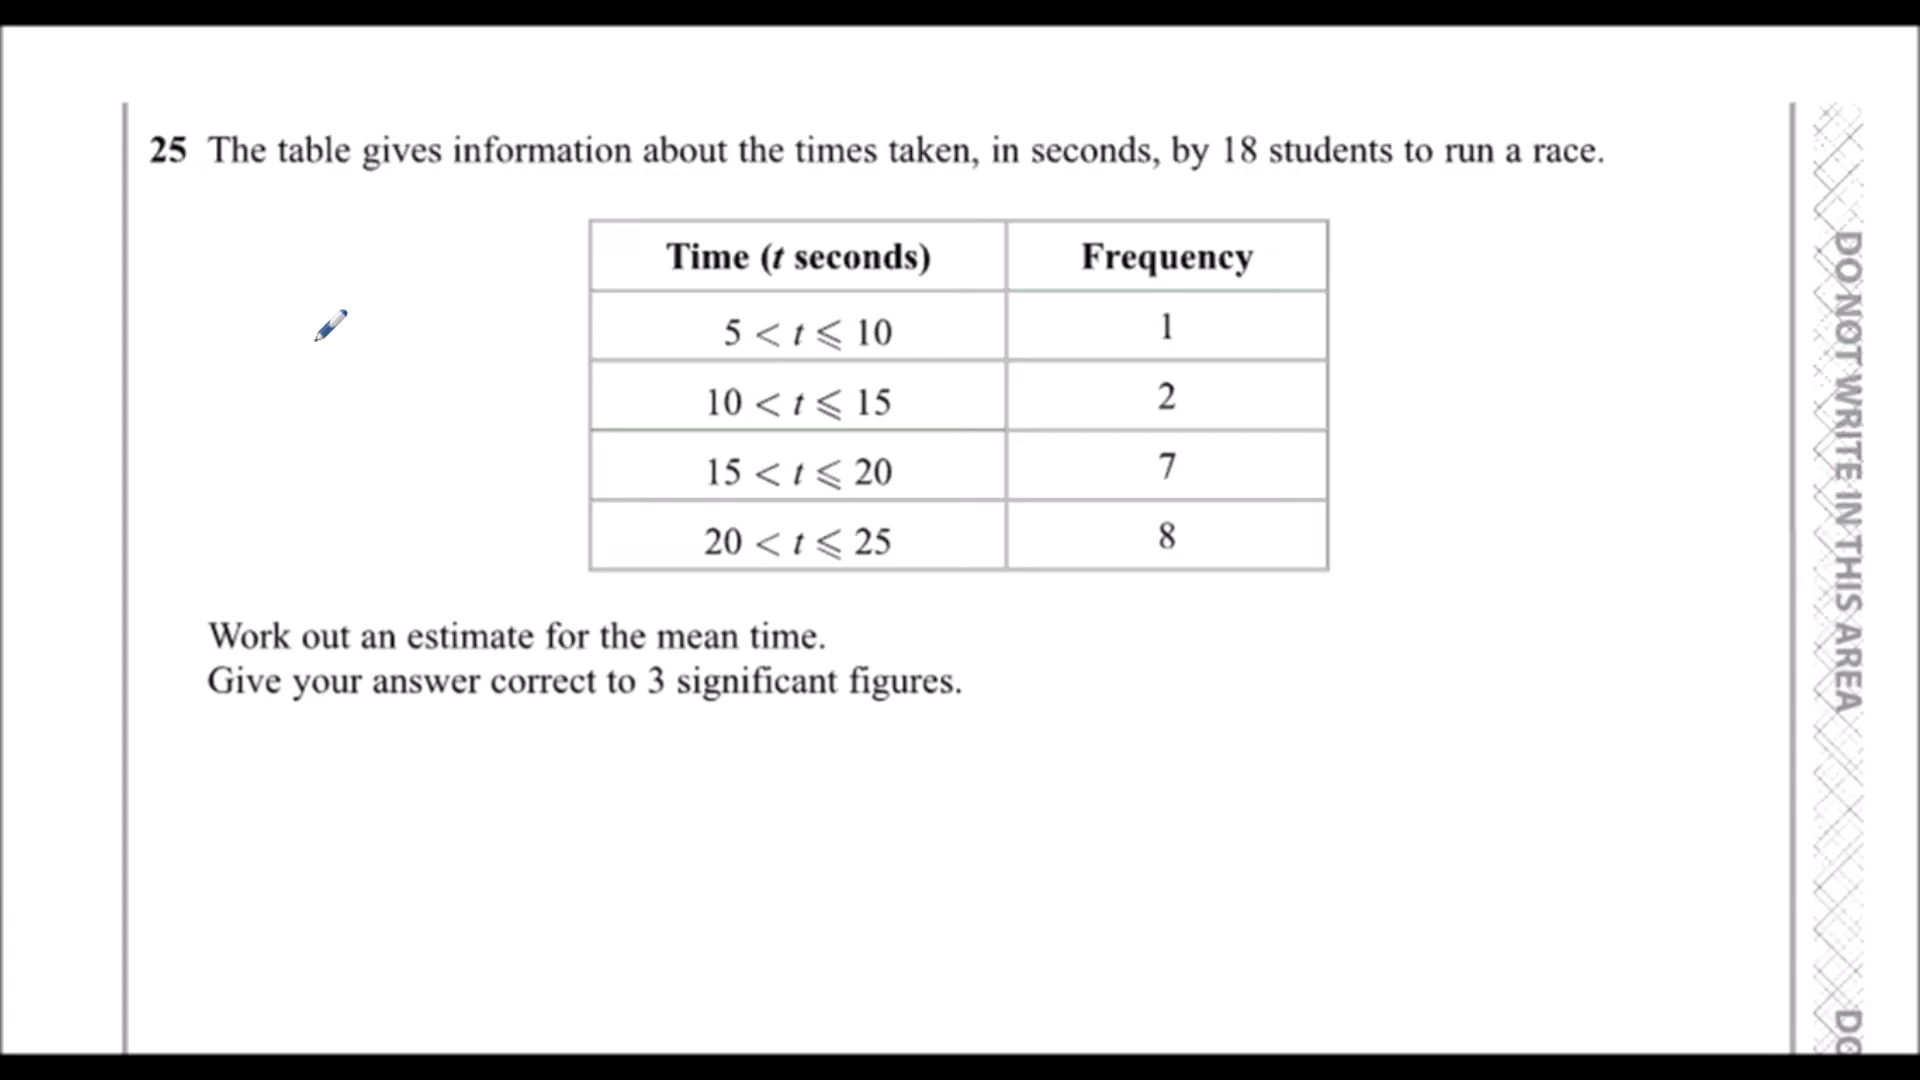 25 The table gives information about the times taken, in seconds, by 18 students to run a race.
Time (t seconds) Frequency
5 < t ⩽ 10 1
10 < t ⩽ 15 2
15 < t ⩽ 20 7
20 < t ⩽ 25 8
Work out an estimate for the mean time.
Give your answer correct to 3 significant figures.
DO NOT WRITE IN THIS AREA
DO